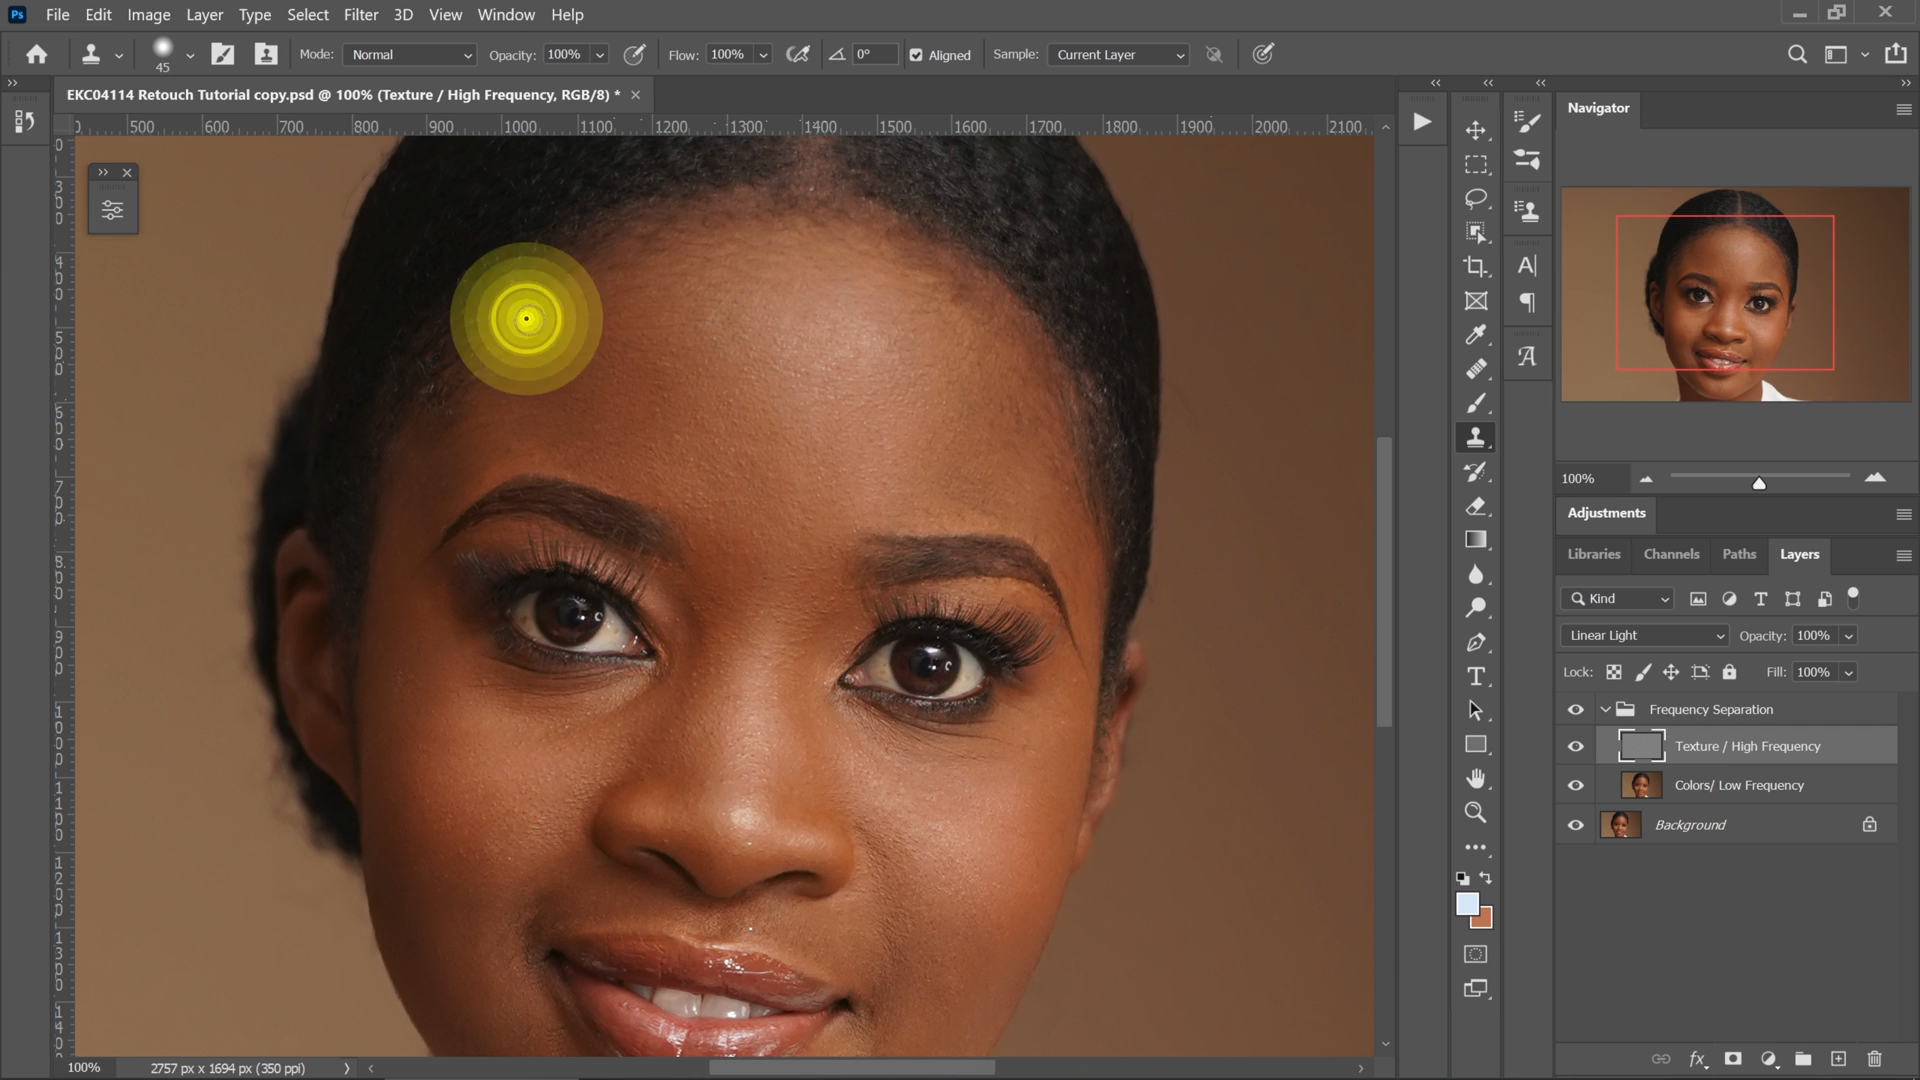 Ps File Edit Image Layer Type Select Filter 3D View Window Help
45 Mode: Normal Opacity: 100% Flow: 100% 0° Aligned Sample: Current Layer
EKC04114 Retouch Tutorial copy.psd @ 100% (Texture / High Frequency, RGB/8) *
500 600 700 800 900 1000 1100 1200 1300 1400 1500 1600 1700 1800 1900 2000 2100
Navigator
100%
Adjustments
Libraries Channels Paths Layers
Kind
Linear Light Opacity: 100%
Lock: Fill: 100%
Frequency Separation
Texture / High Frequency
Colors/ Low Frequency
Background
100% 2757 px x 1694 px (350 ppi)